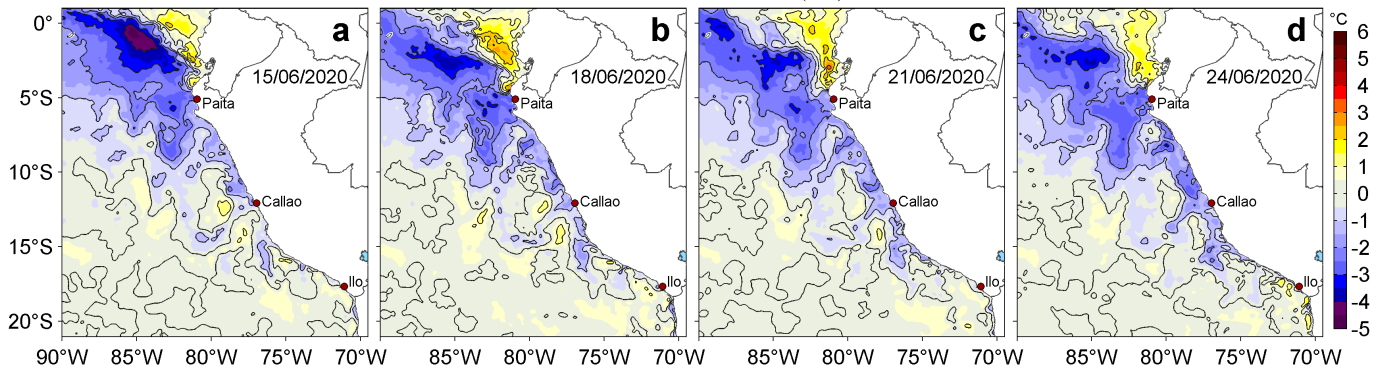 a b c d
°C
0°
5°S
10°S
15°S
20°S
15/06/2020 18/06/2020 21/06/2020 24/06/2020
Paita Paita Paita Paita
Callao Callao Callao Callao
Ilo Ilo Ilo Ilo
6
5
4
3
2
1
0
-1
-2
-3
-4
-5
90°W 85°W 80°W 75°W 70°W 85°W 80°W 75°W 70°W 85°W 80°W 75°W 70°W 85°W 80°W 75°W 70°W